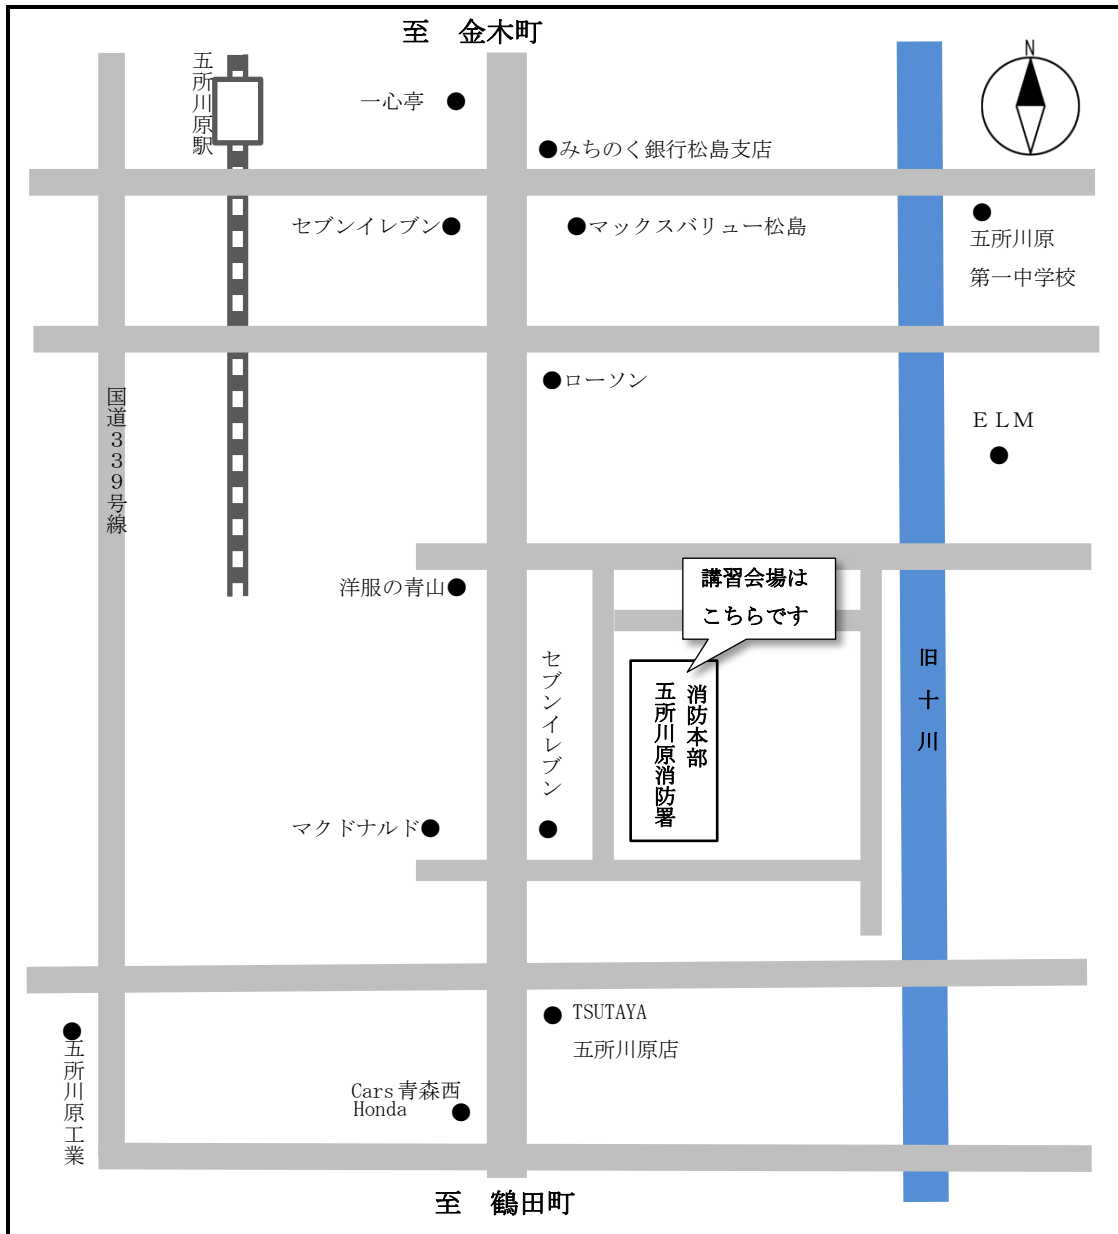 至　金木町
N
五所川原駅
一心亭
みちのく銀行松島支店
セブンイレブン
マックスバリュー松島
五所川原
第一中学校
ローソン
国道３３９号線
ＥＬＭ
洋服の青山
講習会場は
こちらです
セブンイレブン
消防本部
五所川原消防署
旧十川
マクドナルド
TSUTAYA
五所川原店
五所川原工業
Cars青森西
Honda
至　鶴田町